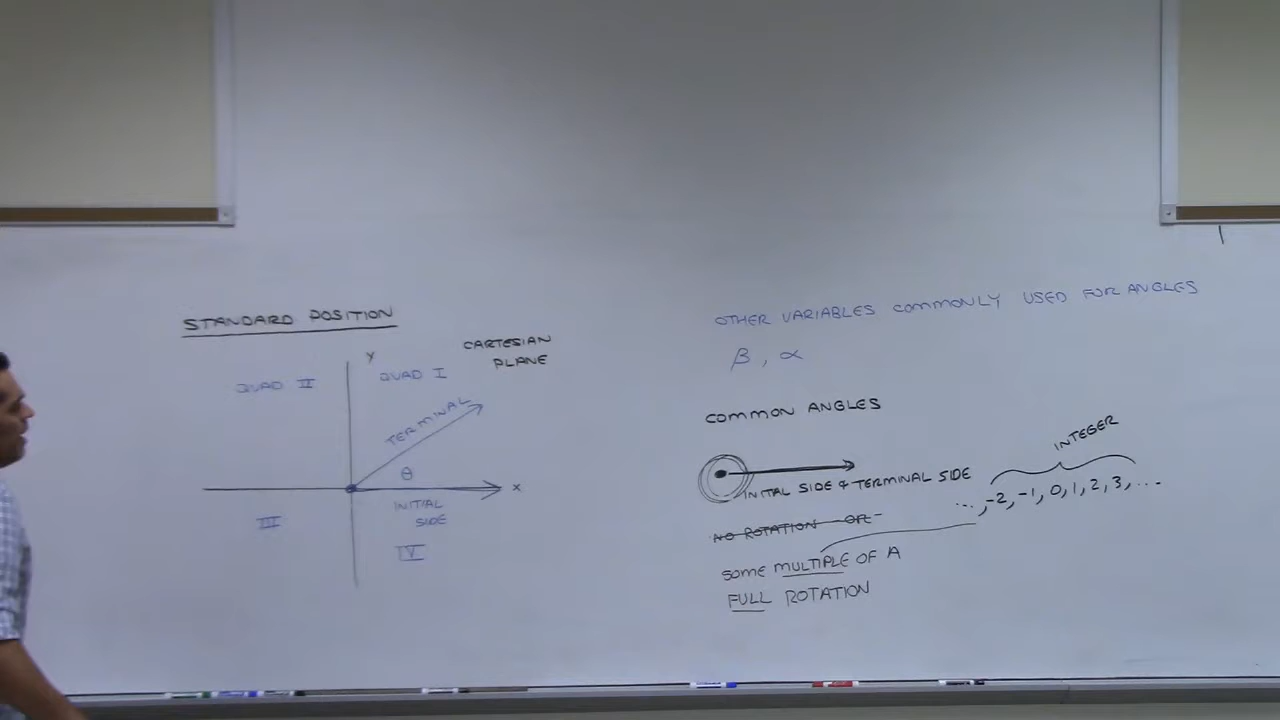 STANDARD POSITION
y
CARTESIAN
PLANE
QUAD II
QUAD I
TERMINAL
θ
x
INITIAL
SIDE
III
IV
OTHER VARIABLES COMMONLY USED FOR ANGLES
β, α
COMMON ANGLES
INTEGER
INITAL SIDE & TERMINAL SIDE
..., -2, -1, 0, 1, 2, 3, ...
NO ROTATION OR
SOME MULTIPLE OF A
FULL ROTATION